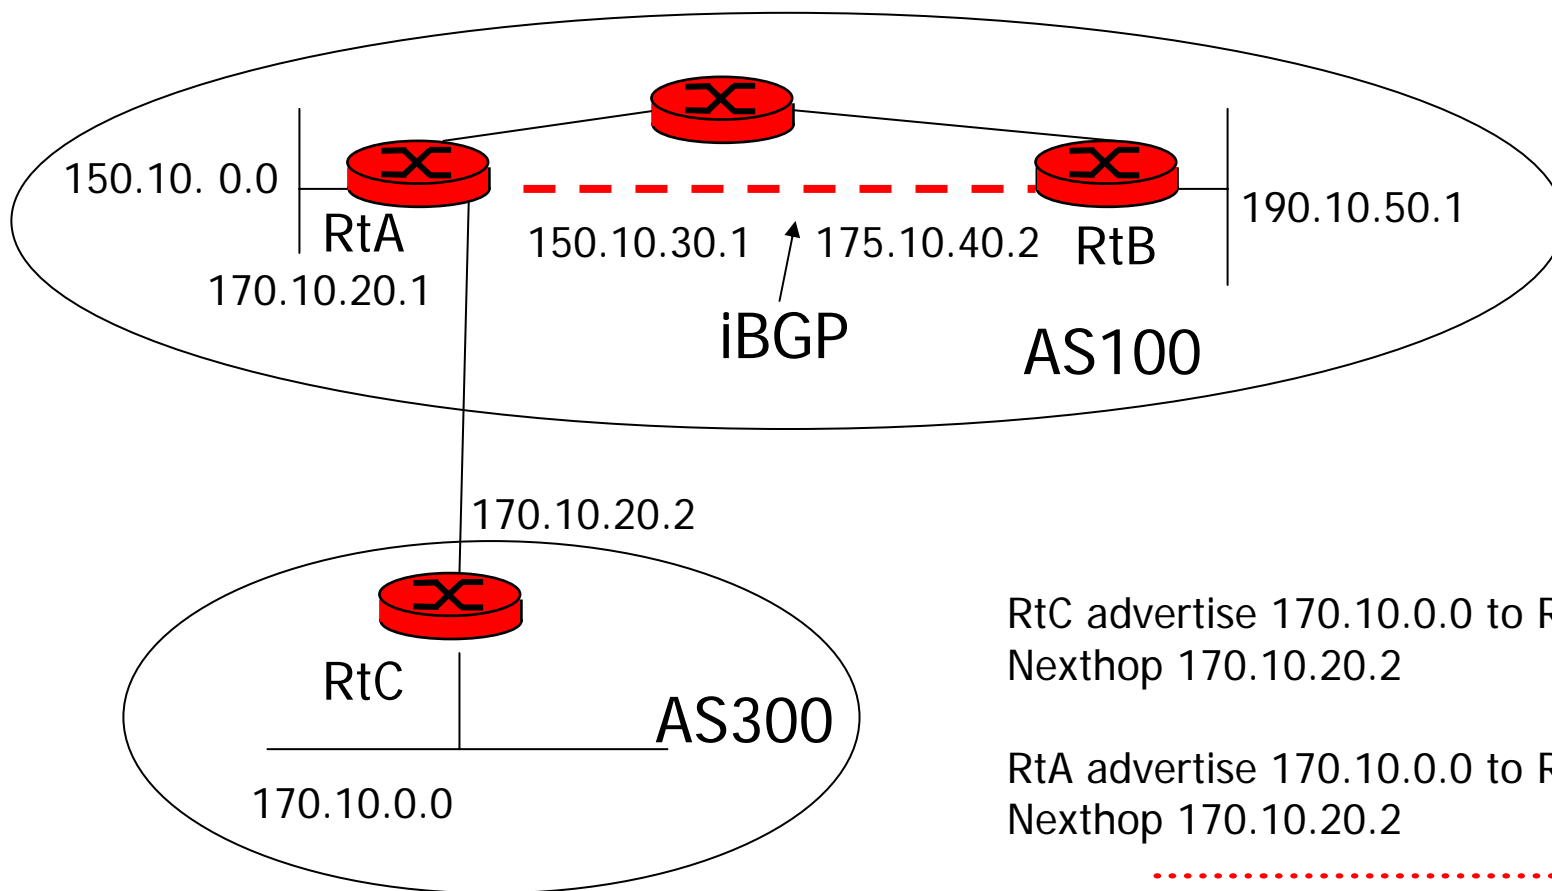 150.10. 0.0
RtA
170.10.20.1
150.10.30.1
175.10.40.2
RtB
190.10.50.1
iBGP
AS100
170.10.20.2
RtC
AS300
170.10.0.0
RtC advertise 170.10.0.0 to
Nexthop 170.10.20.2
RtA advertise 170.10.0.0 to
Nexthop 170.10.20.2